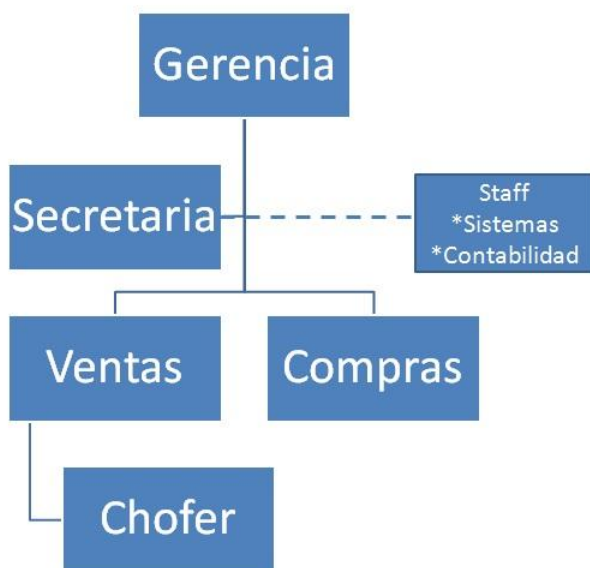 Gerencia
Secretaria
Staff
*Sistemas
*Contabilidad
Ventas
Compras
Chofer